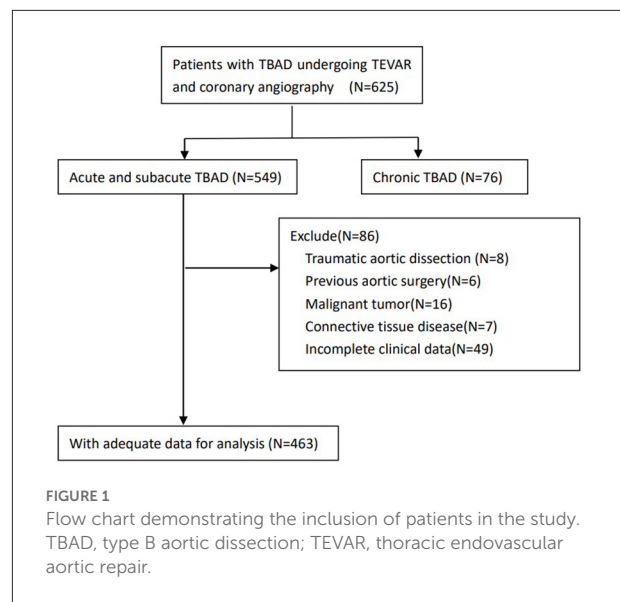 Patients with TBAD undergoing TEVAR
and coronary angiography (N=625)
Acute and subacute TBAD (N=549)
Chronic TBAD (N=76)
Exclude(N=86)
Traumatic aortic dissection (N=8)
Previous aortic surgery(N=6)
Malignant tumor(N=16)
Connective tissue disease(N=7)
Incomplete clinical data(N=49)
With adequate data for analysis (N=463)
FIGURE 1
Flow chart demonstrating the inclusion of patients in the study.
TBAD, type B aortic dissection; TEVAR, thoracic endovascular
aortic repair.